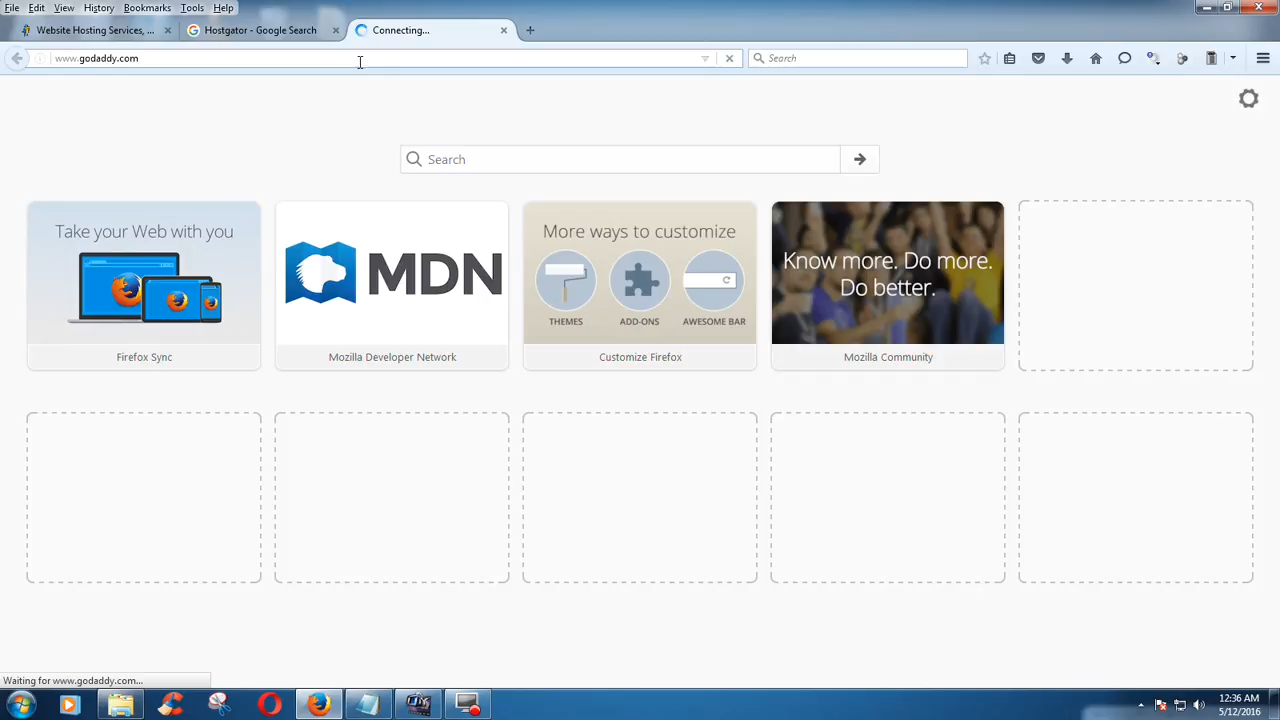 File Edit View History Bookmarks Tools Help
Website Hosting Services, ...
Hostgator - Google Search
Connecting...
www.godaddy.com
Search
Search
Take your Web with you
Firefox Sync
MDN
Mozilla Developer Network
More ways to customize
THEMES ADD-ONS AWESOME BAR
Customize Firefox
Know more. Do more.
Do better.
Mozilla Community
Waiting for www.godaddy.com...
12:36 AM
5/12/2016